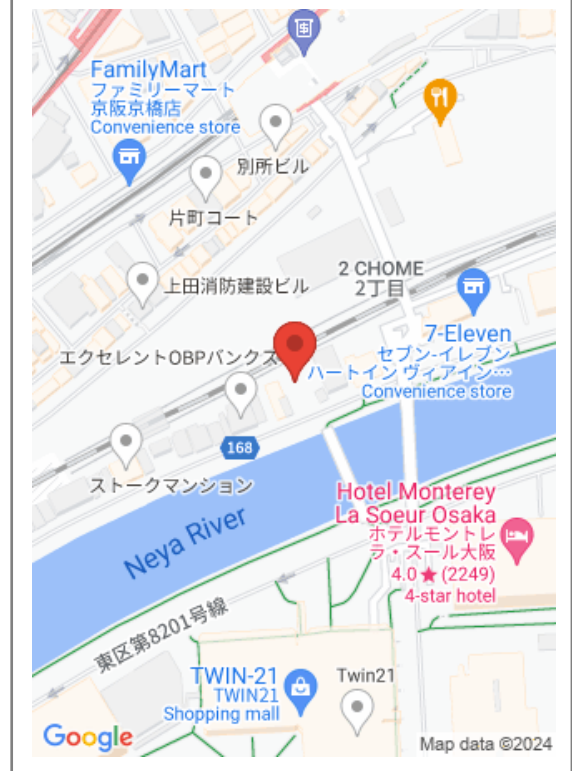 FamilyMart
ファミリーマート
京阪京橋店
Convenience store
別所ビル
片町コート
上田消防建設ビル
2 CHOME
2丁目
7-Eleven
セブン-イレブン
ハートイン ヴィアイン…
Convenience store
エクセレントOBPバンクス
168
ストークマンション
Neya River
Hotel Monterey
La Soeur Osaka
ホテルモントレ
ラ・スール大阪
4.0★(2249)
4-star hotel
東区第8201号線
TWIN-21
TWIN21
Shopping mall
Twin21
Google
Map data ©2024